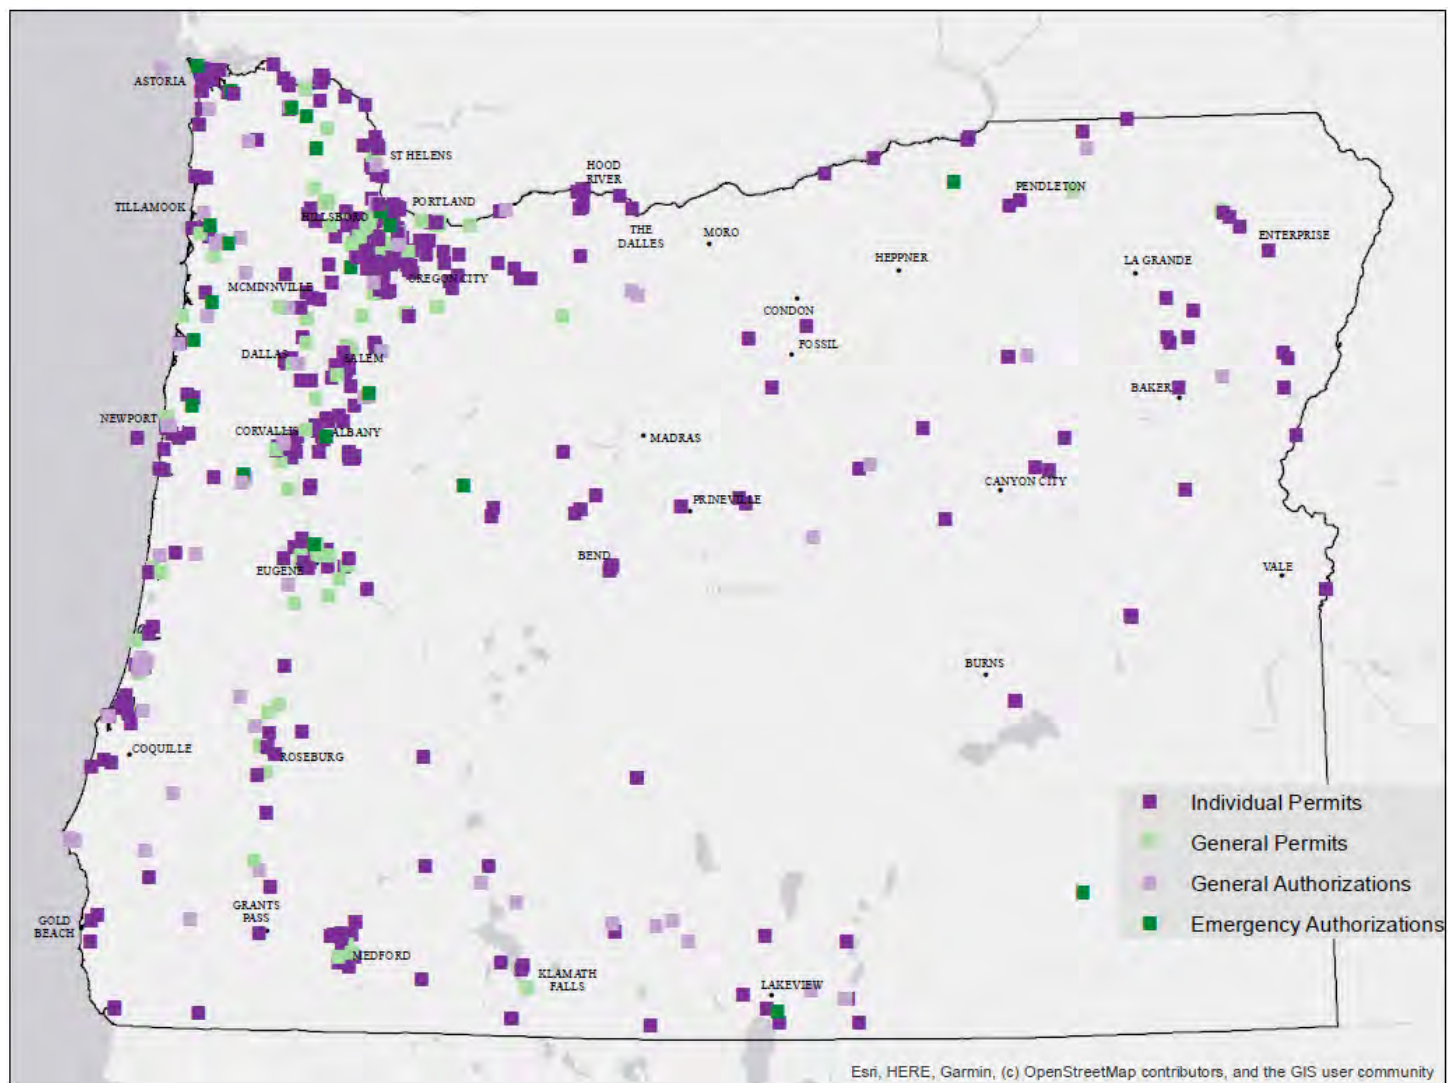 ASTORIA
ST HELENS
HOOD
RIVER
PENDLETON
PORTLAND
TILLAMOOK
HILLSBORO
THE
DALLES
MORO
ENTERPRISE
HEPPNER
LA GRANDE
OREGON CITY
MCMINNVILLE
CONDON
FOSSIL
DALLAS
SALEM
BAKER
NEWPORT
CORVALLIS
ALBANY
MADRAS
CANYON CITY
PRINEVILLE
BEND
VALE
EUGENE
BURNS
COQUILLE
ROSEBURG
Individual Permits
General Permits
General Authorizations
Emergency Authorizations
GRANTS
PASS
GOLD
BEACH
MEDFORD
KLAMATH
FALLS
LAKEVIEW
Esri, HERE, Garmin, (c) OpenStreetMap contributors, and the GIS user community